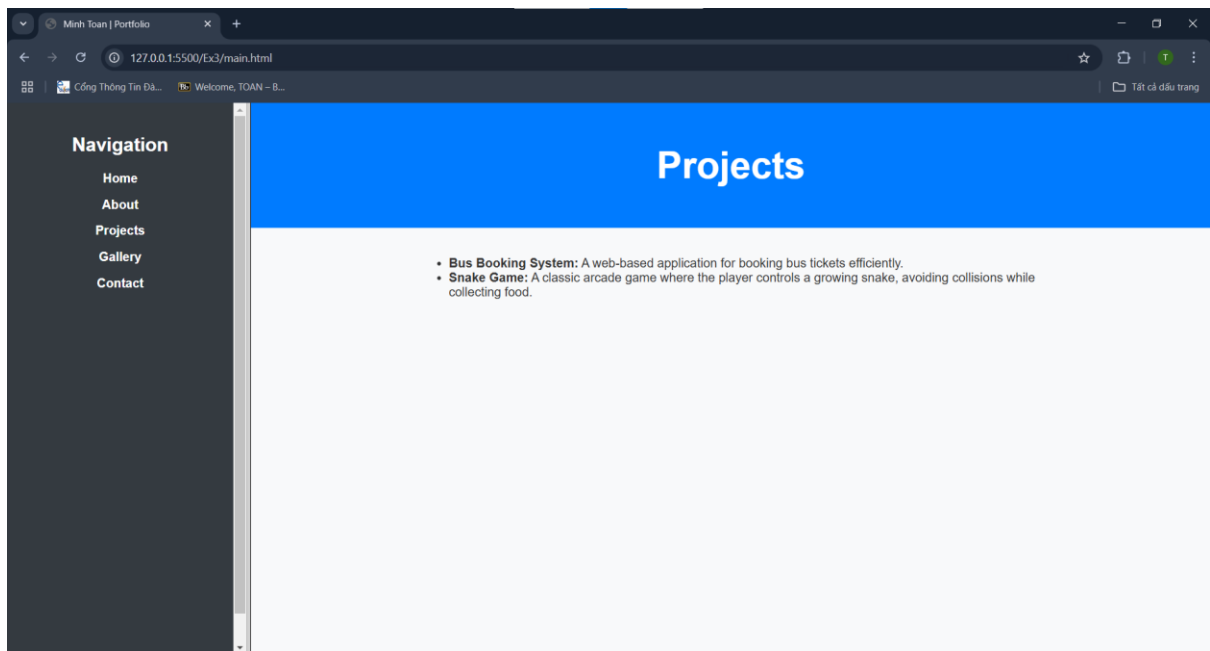 Minh Toan | Portfolio
127.0.0.1:5500/Ex3/main.html
T
Cổng Thông Tin Đà...
Welcome, TOAN – B...
Tất cả dấu trang
Navigation
Home
About
Projects
Gallery
Contact
Projects
• Bus Booking System: A web-based application for booking bus tickets efficiently.
• Snake Game: A classic arcade game where the player controls a growing snake, avoiding collisions while
collecting food.